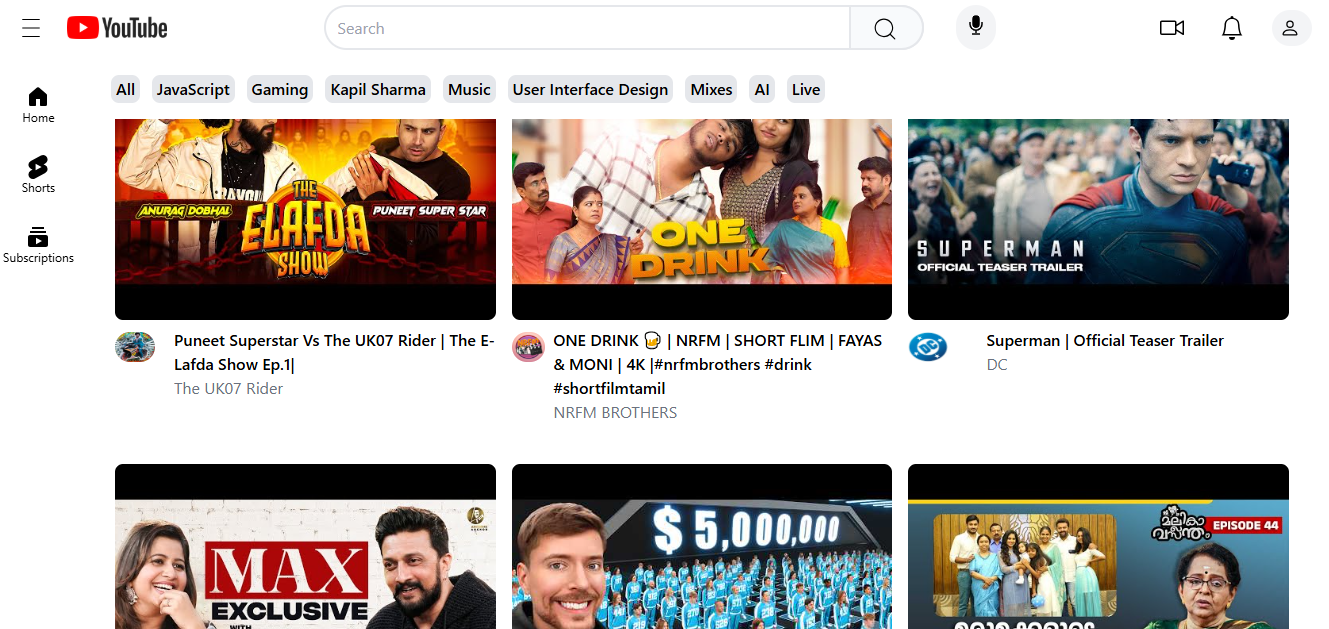 YouTube
Search
All
JavaScript
Gaming
Kapil Sharma
Music
User Interface Design
Mixes
AI
Live
Home
Shorts
Subscriptions
ANURAG DOBHAL
THE
ELAFDA
SHOW
PUNEET SUPER STAR
ONE
DRINK
SUPERMAN
OFFICIAL TEASER TRAILER
Puneet Superstar Vs The UK07 Rider | The E-
Lafda Show Ep.1|
The UK07 Rider
ONE DRINK 🍺 | NRFM | SHORT FLIM | FAYAS
& MONI | 4K |#nrfmbrothers #drink
#shortfilmtamil
NRFM BROTHERS
DC
Superman | Official Teaser Trailer
DC
MAX
EXCLUSIVE
WITH
$ 5,000,000
മല്ലികാ
വസന്തം
EPISODE 44